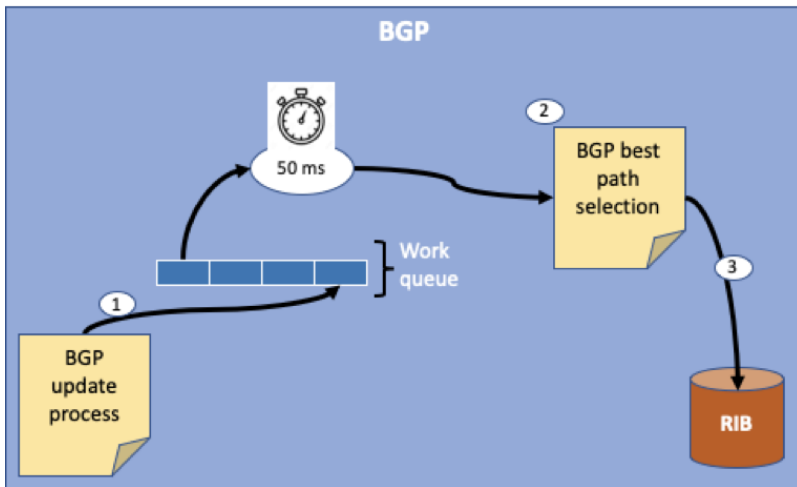 BGP
50 ms
2
BGP best
path
selection
Work
queue
3
1
BGP
update
process
RIB